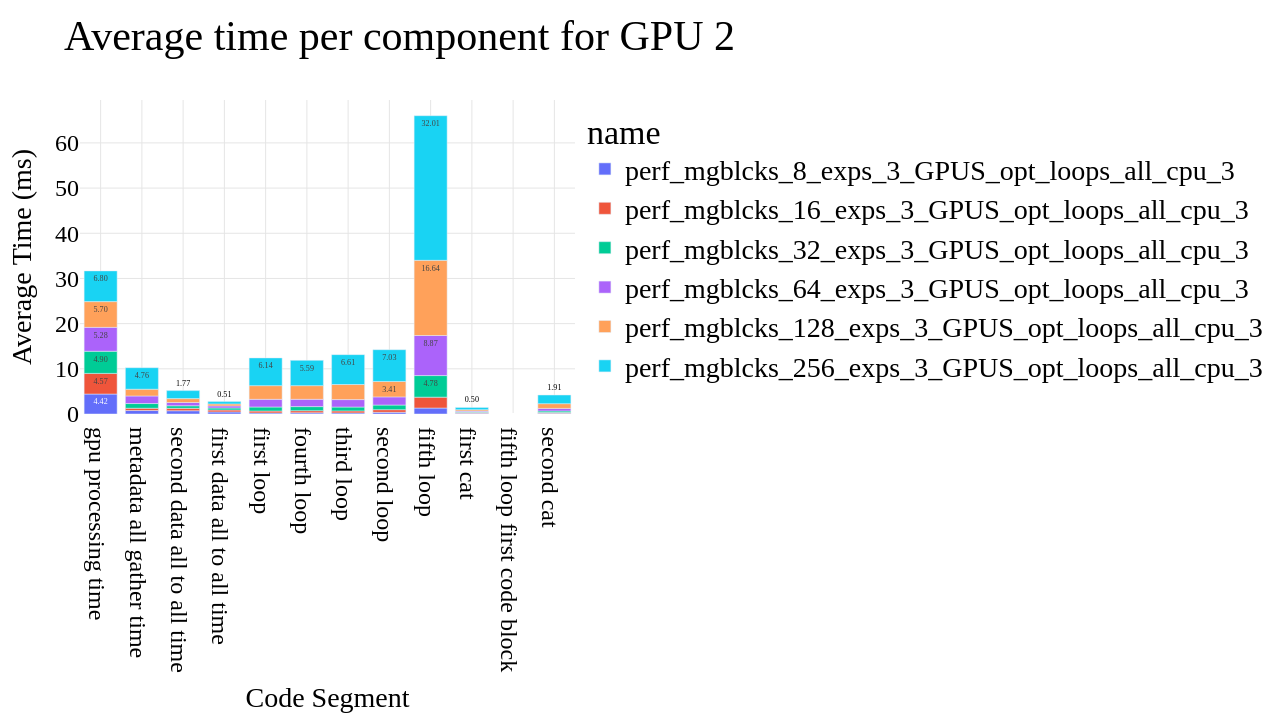 Average time per component for GPU 2
name
perf_mgblcks_8_exps_3_GPUS_opt_loops_all_cpu_3
perf_mgblcks_16_exps_3_GPUS_opt_loops_all_cpu_3
perf_mgblcks_32_exps_3_GPUS_opt_loops_all_cpu_3
perf_mgblcks_64_exps_3_GPUS_opt_loops_all_cpu_3
perf_mgblcks_128_exps_3_GPUS_opt_loops_all_cpu_3
perf_mgblcks_256_exps_3_GPUS_opt_loops_all_cpu_3
Average Time (ms)
60
50
40
30
20
10
0
6.80
5.70
5.28
4.90
4.57
4.42
4.76
1.77
0.51
6.14
5.59
6.61
7.03
3.41
32.01
16.64
8.87
4.78
0.50
1.91
gpu processing time
metadata all gather time
second data all to all time
first data all to all time
first loop
fourth loop
third loop
second loop
fifth loop
first cat
fifth loop first code block
second cat
Code Segment